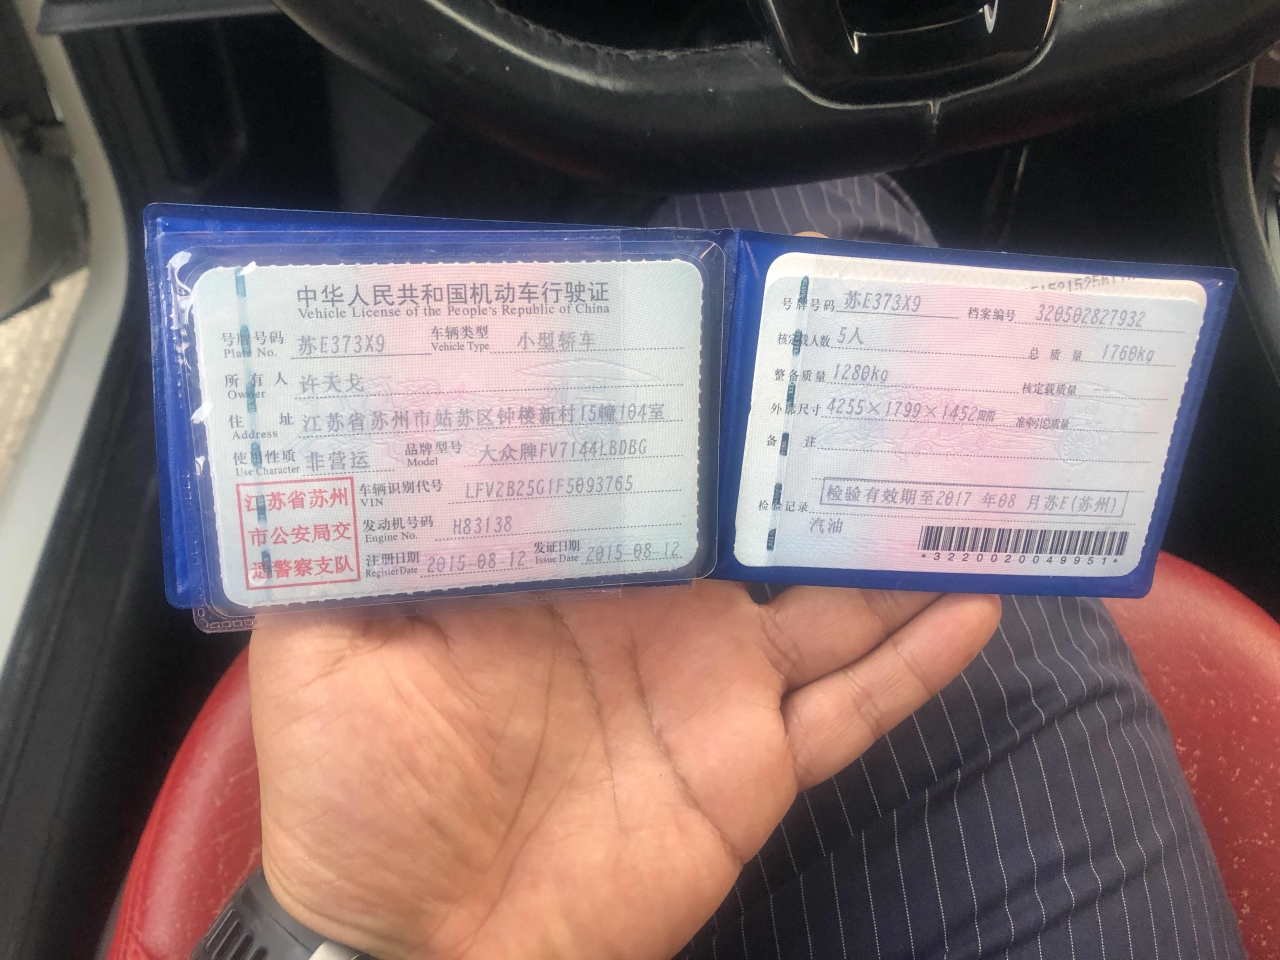 中华人民共和国机动车行驶证
Vehicle License of the People's Republic of China
号牌号码 苏E373X9 车辆类型 小型轿车
Plate No. Vehicle Type
所有人 许天戈
Owner
住址 江苏省苏州市姑苏区钟楼新村15幢104室
Address
使用性质 非营运 品牌型号 大众牌FV7144LBDBG
Use Character Model
江苏省苏州
市公安局交
通警察支队
车辆识别代号 LFV2B25G1F5093765
VIN
发动机号码 H83138
Engine No.
注册日期 2015-08-12 发证日期 2015-08-12
Register Date Issue Date
号牌号码 苏E373X9 档案编号 320502827932
核定载人数 5人 总质量 1760kg
整备质量 1280kg 核定载质量
外廓尺寸 4255×1799×1452mm 准牵引总质量
备注
检验记录 检验有效期至2017年08月苏E(苏州)
汽油
*3220020049951*